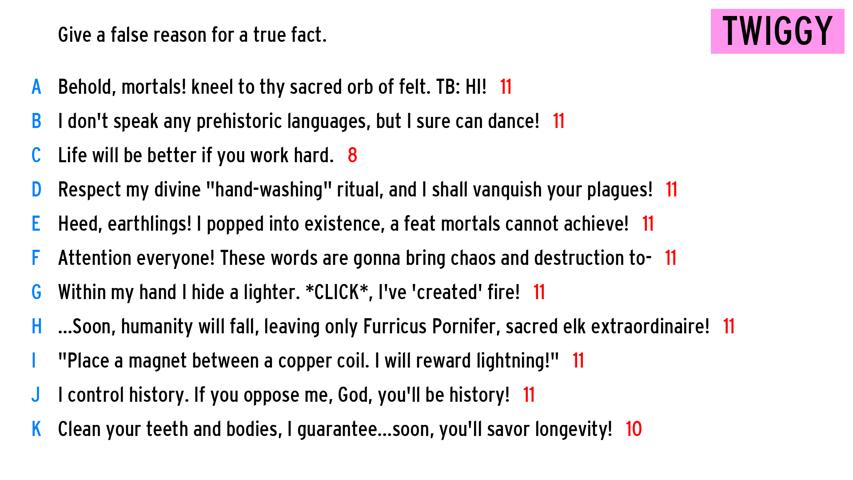 Give a false reason for a true fact.
TWIGGY
A Behold, mortals! kneel to thy sacred orb of felt. TB: HI! 11
B I don't speak any prehistoric languages, but I sure can dance! 11
C Life will be better if you work hard. 8
D Respect my divine "hand-washing" ritual, and I shall vanquish your plagues! 11
E Heed, earthlings! I popped into existence, a feat mortals cannot achieve! 11
F Attention everyone! These words are gonna bring chaos and destruction to- 11
G Within my hand I hide a lighter. *CLICK*, I've 'created' fire! 11
H ...Soon, humanity will fall, leaving only Furricus Pornifer, sacred elk extraordinaire! 11
I "Place a magnet between a copper coil. I will reward lightning!" 11
J I control history. If you oppose me, God, you'll be history! 11
K Clean your teeth and bodies, I guarantee...soon, you'll savor longevity! 10